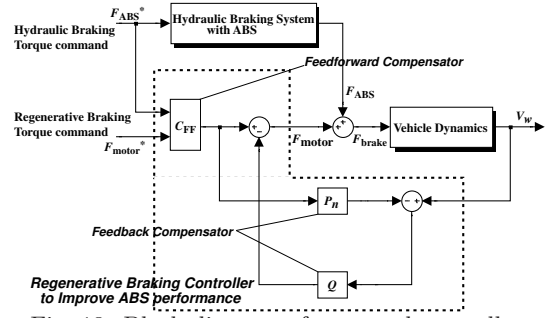 F_ABS*
Hydraulic Braking System
with ABS
Hydraulic Braking
Torque command
Feedforward Compensator
F_ABS
Regenerative Braking
Torque command
C_FF
+
−
+
+
F_motor
F_brake
Vehicle Dynamics
V_w
F_motor*
P_n
−
+
Feedback Compensator
Q
Regenerative Braking Controller
to Improve ABS performance